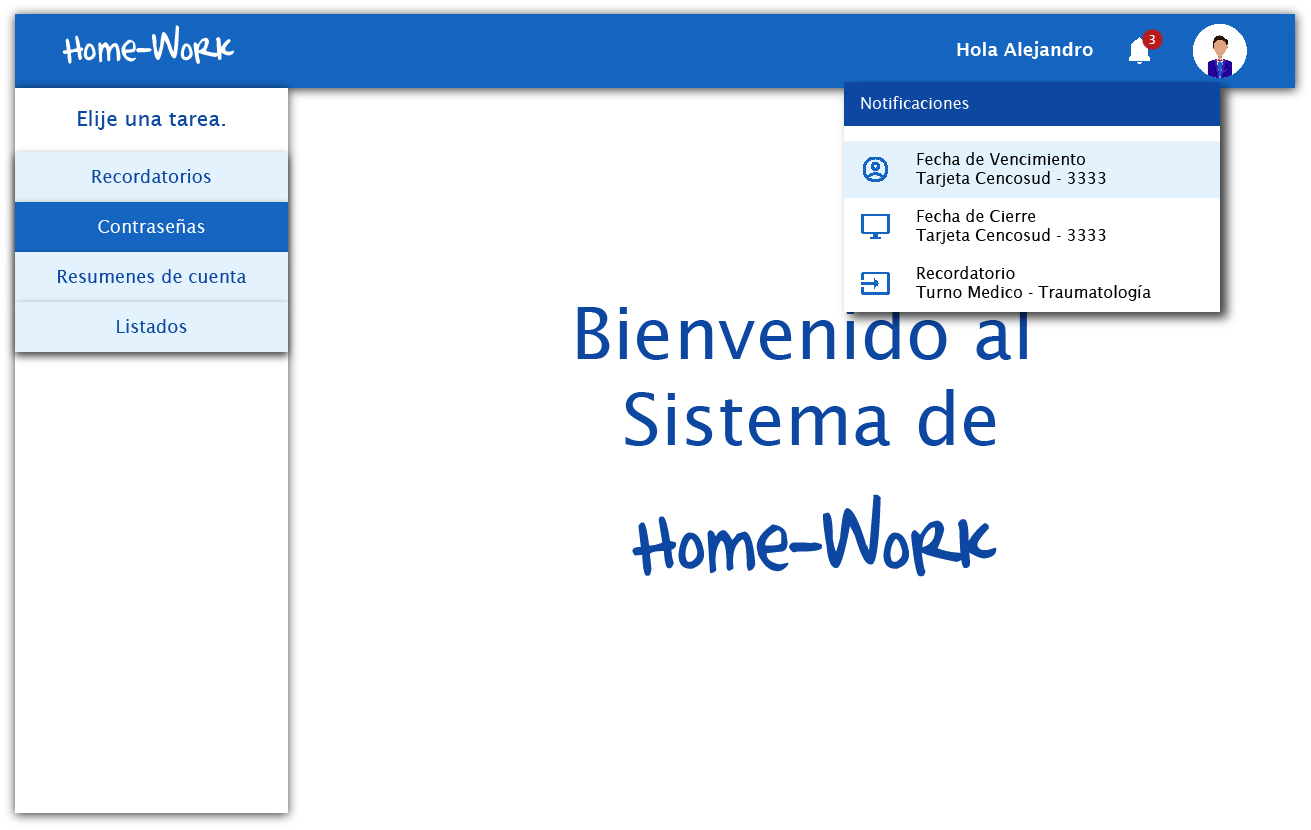 Home-Work
Hola Alejandro
3
Elije una tarea.
Recordatorios
Contraseñas
Resumenes de cuenta
Listados
Notificaciones
Fecha de Vencimiento
Tarjeta Cencosud - 3333
Fecha de Cierre
Tarjeta Cencosud - 3333
Recordatorio
Turno Medico - Traumatología
Bienvenido al
Sistema de
Home-Work